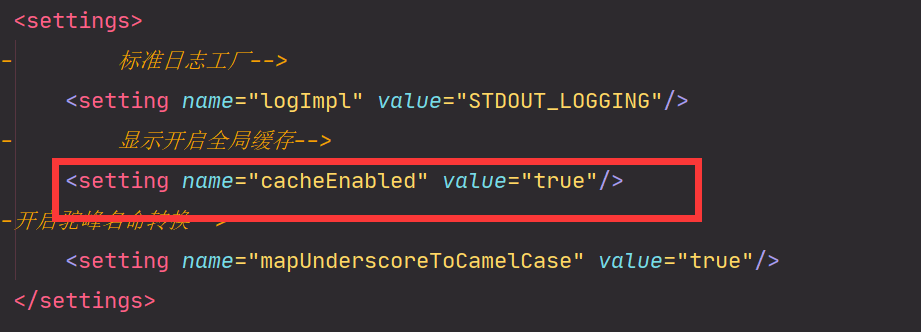 <settings>
- 标准日志工厂-->
<setting name="logImpl" value="STDOUT_LOGGING"/>
- 显示开启全局缓存-->
<setting name="cacheEnabled" value="true"/>
-开启驼峰名命转换-->
<setting name="mapUnderscoreToCamelCase" value="true"/>
</settings>